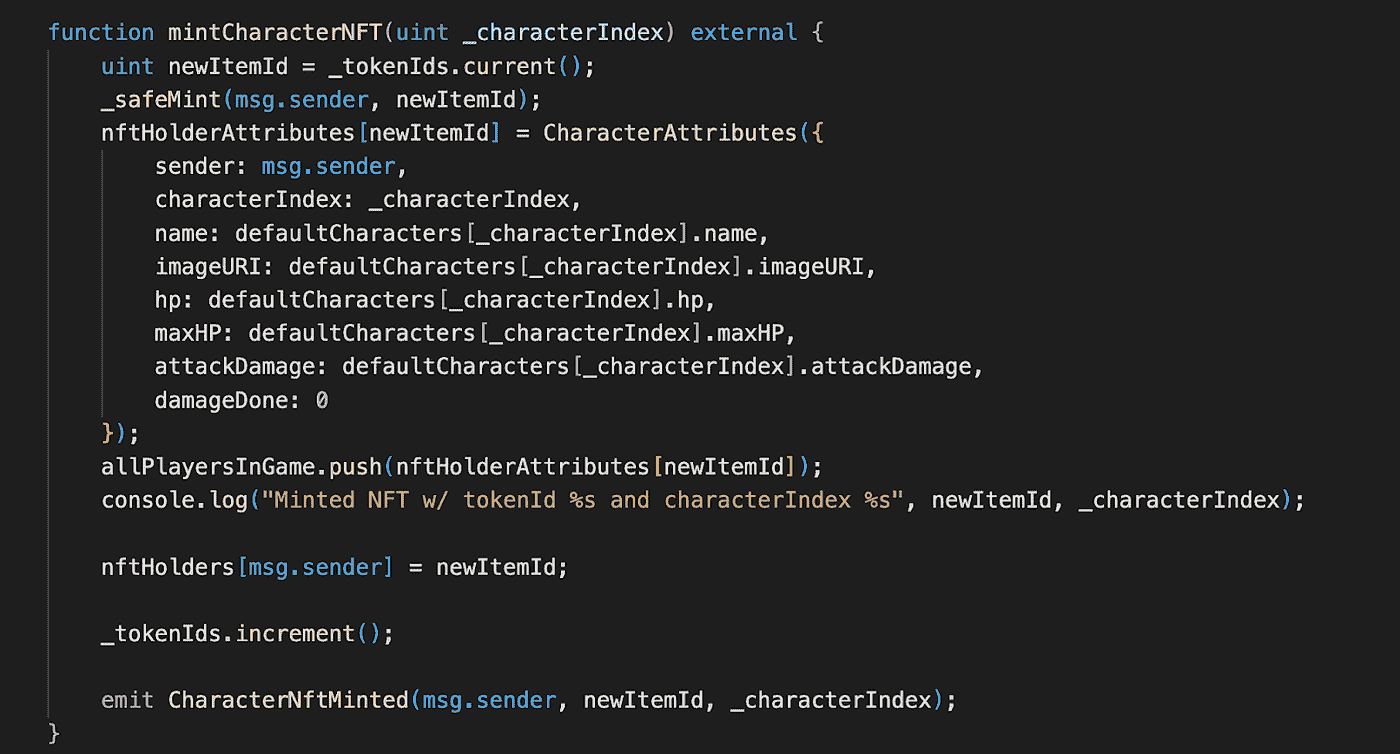 function mintCharacterNFT(uint _characterIndex) external {
uint newItemId = _tokenIds.current();
_safeMint(msg.sender, newItemId);
nftHolderAttributes[newItemId] = CharacterAttributes({
sender: msg.sender,
characterIndex: _characterIndex,
name: defaultCharacters[_characterIndex].name,
imageURI: defaultCharacters[_characterIndex].imageURI,
hp: defaultCharacters[_characterIndex].hp,
maxHP: defaultCharacters[_characterIndex].maxHP,
attackDamage: defaultCharacters[_characterIndex].attackDamage,
damageDone: 0
});
allPlayersInGame.push(nftHolderAttributes[newItemId]);
console.log("Minted NFT w/ tokenId %s and characterIndex %s", newItemId, _characterIndex);
nftHolders[msg.sender] = newItemId;
_tokenIds.increment();
emit CharacterNftMinted(msg.sender, newItemId, _characterIndex);
}